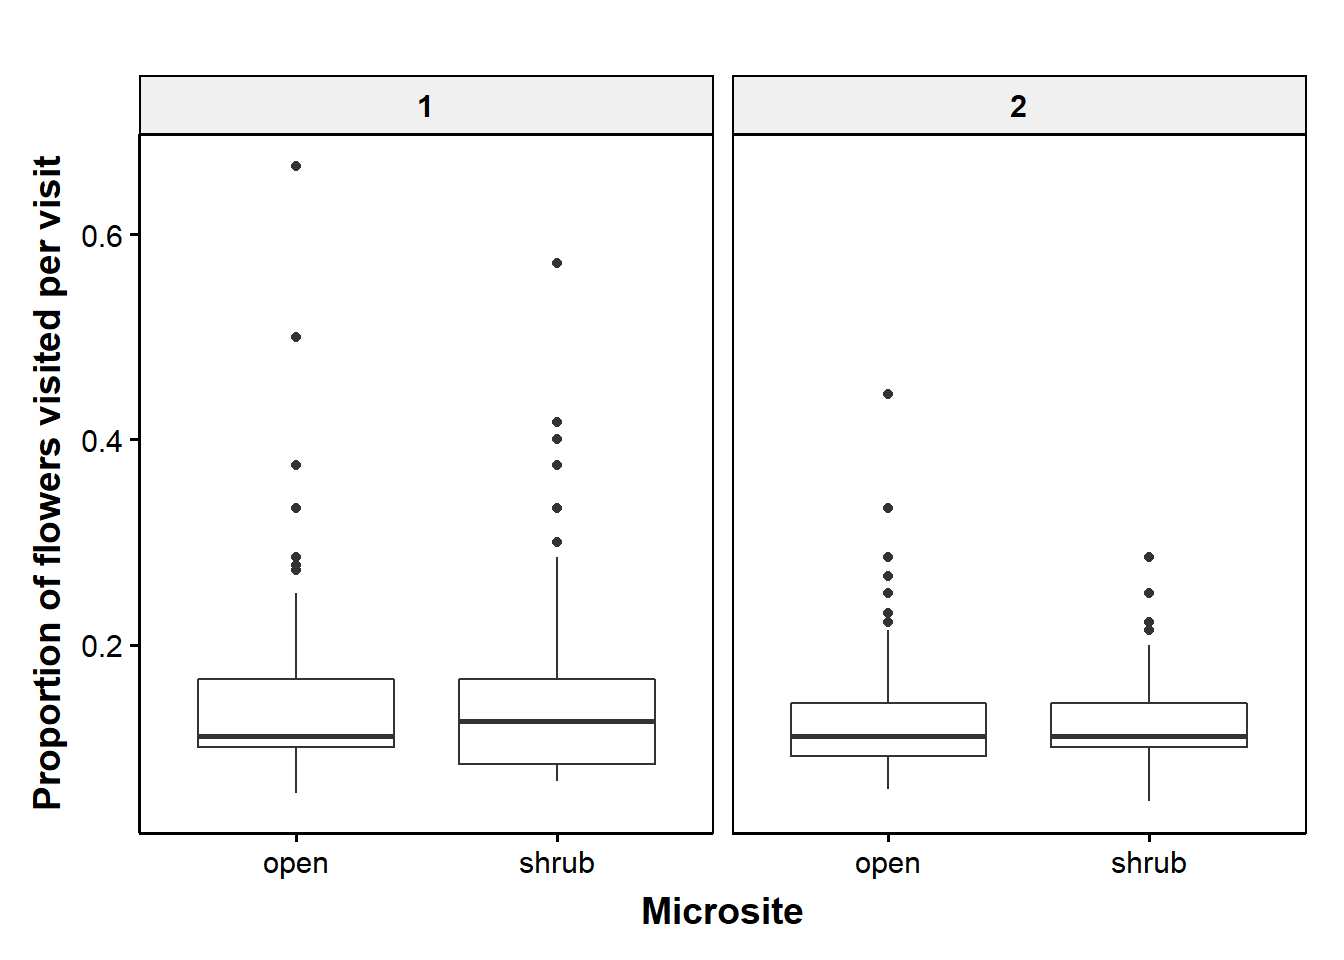 1
2
Proportion of flowers visited per visit
0.6
0.4
0.2
open
shrub
open
shrub
Microsite